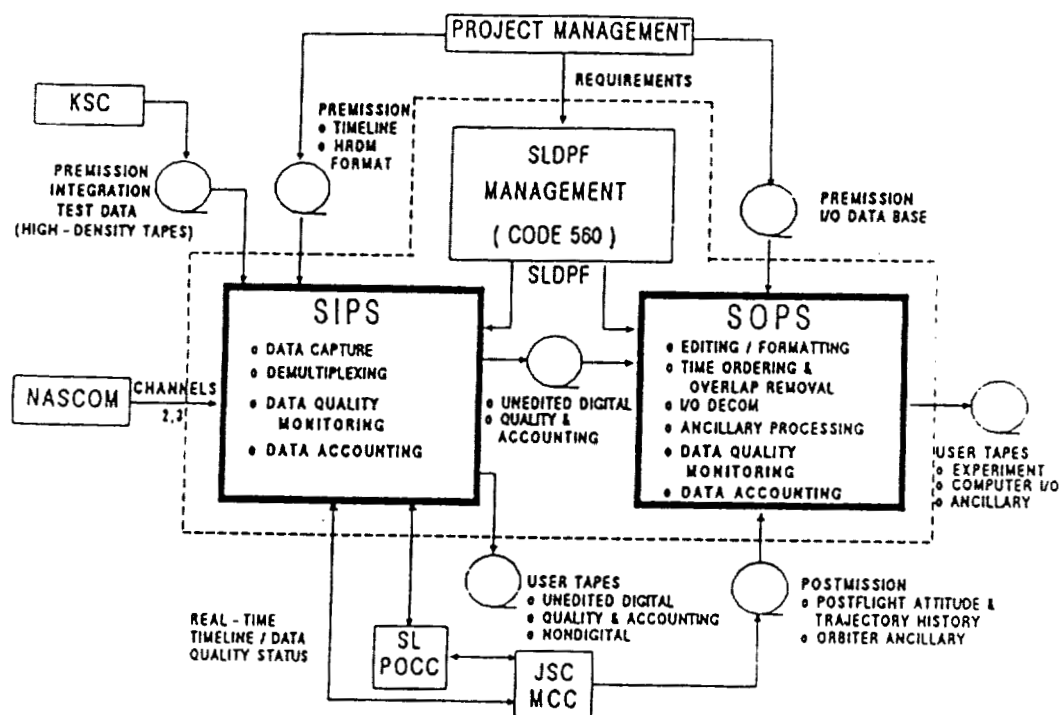 PROJECT MANAGEMENT
REQUIREMENTS
KSC
PREMISSION
• TIMELINE
• HRDM
FORMAT
PREMISSION
INTEGRATION
TEST DATA
(HIGH-DENSITY TAPES)
SLDPF
MANAGEMENT
( CODE 560 )
SLDPF
PREMISSION
I/O DATA BASE
SIPS
• DATA CAPTURE
• DEMULTIPLEXING
• DATA QUALITY
MONITORING
• DATA ACCOUNTING
NASCOM
CHANNELS
2,3
• UNEDITED DIGITAL
• QUALITY &
ACCOUNTING
SOPS
• EDITING / FORMATTING
• TIME ORDERING &
OVERLAP REMOVAL
• I/O DECOM
• ANCILLARY PROCESSING
• DATA QUALITY
MONITORING
• DATA ACCOUNTING
USER TAPES
• EXPERIMENT
• COMPUTER I/O
• ANCILLARY
USER TAPES
• UNEDITED DIGITAL
• QUALITY & ACCOUNTING
• NONDIGITAL
POSTMISSION
• POSTFLIGHT ATTITUDE &
TRAJECTORY HISTORY
• ORBITER ANCILLARY
REAL-TIME
TIMELINE / DATA
QUALITY STATUS
SL
POCC
JSC
MCC